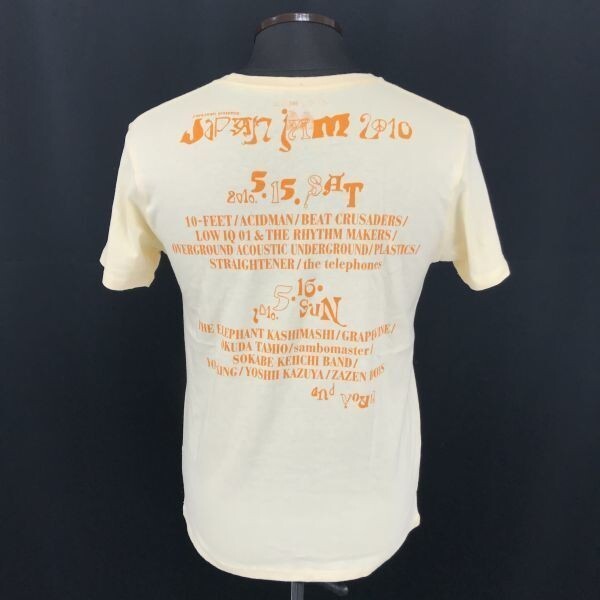 JAPAN JAM 2010
2010.5.15.SAT
10-FEET/ACIDMAN/BEAT CRUSADERS/
LOW IQ 01 & THE RHYTHM MAKERS/
OVERGROUND ACOUSTIC UNDERGROUND/PLASTICS/
STRAIGHTENER/the telephones
2010.5.16.SUN
THE ELEPHANT KASHIMASHI/GRAPEVINE/
OKUDA TAMIO/sambomaster/
SOKABE KEIICHI BAND/
YOSHII KAZUYA/ZAZEN BOYS
and you!